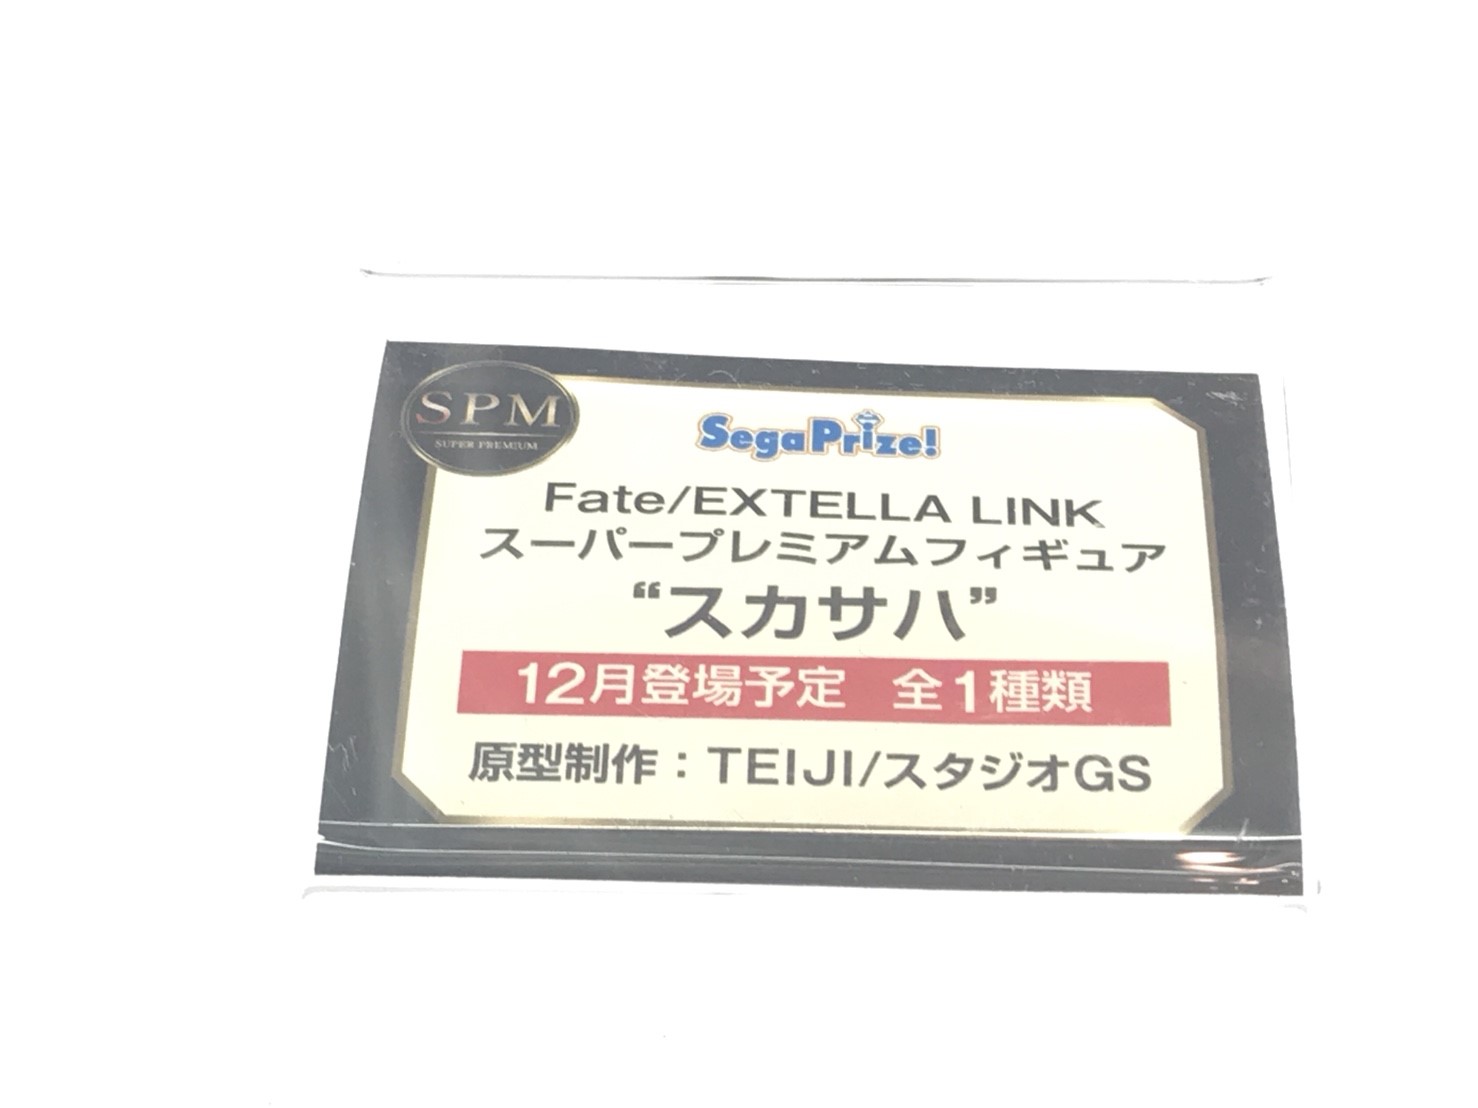 SPM
SUPER PREMIUM
SegaPrize!
Fate/EXTELLA LINK
スーパープレミアムフィギュア
“スカサハ”
12月登場予定 全1種類
原型制作：TEIJI/スタジオGS